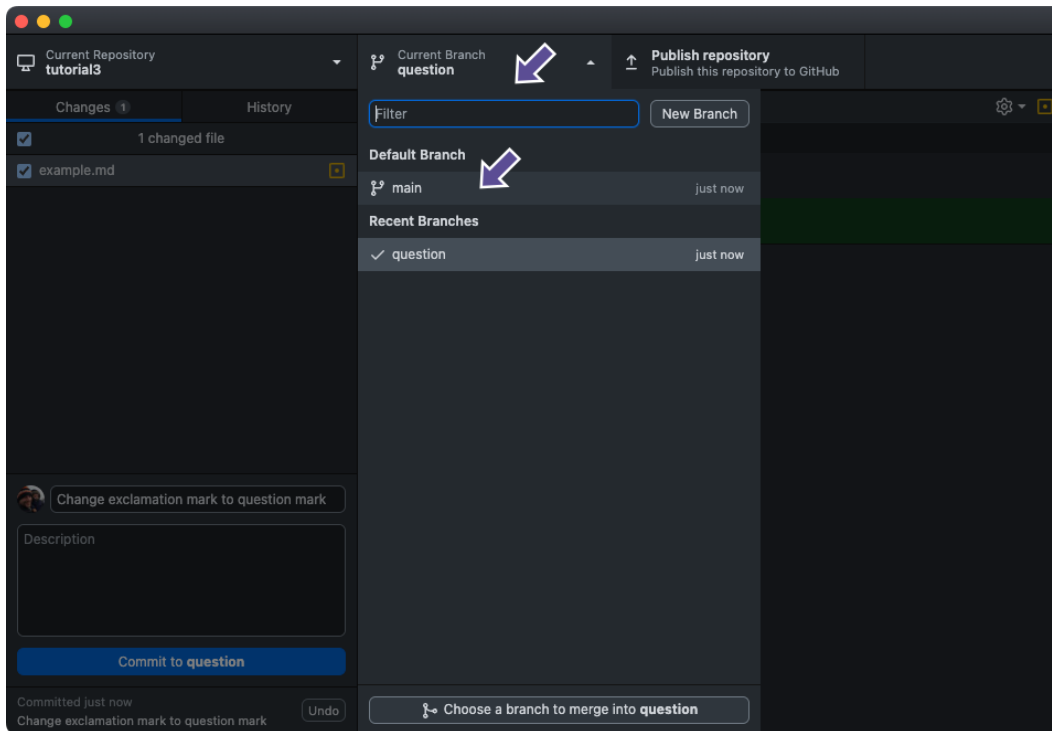 Current Repository
tutorial3
Current Branch
question
Publish repository
Publish this repository to GitHub
Changes 1
History
1 changed file
example.md
Filter
New Branch
Default Branch
main
just now
Recent Branches
question
just now
Change exclamation mark to question mark
Description
Commit to question
Committed just now
Change exclamation mark to question mark
Undo
Choose a branch to merge into question